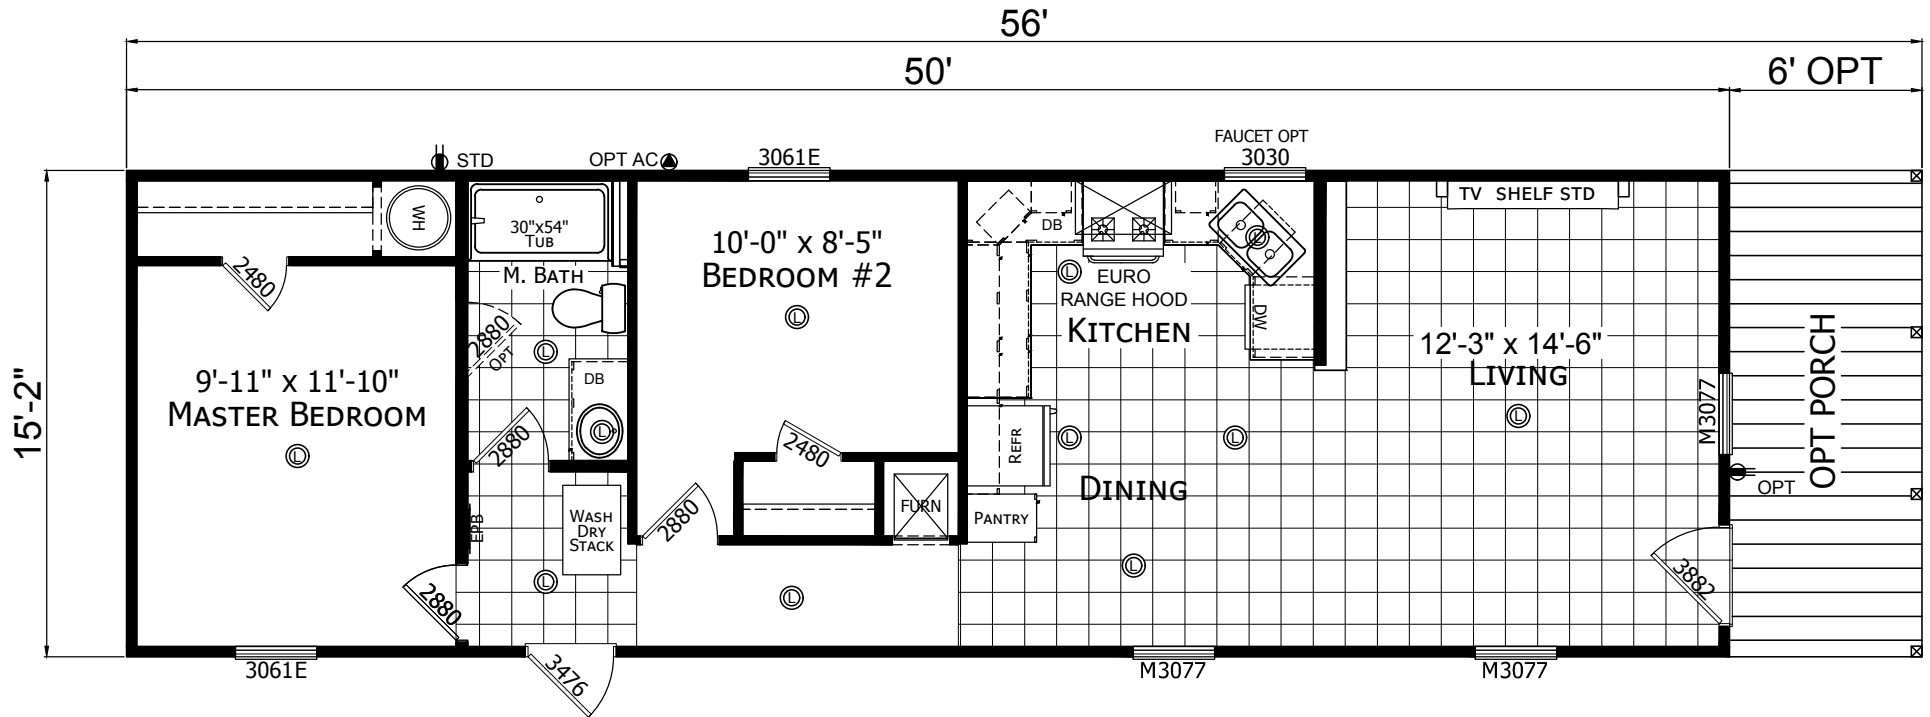 56'
50'
6' OPT
FAUCET OPT
STD
OPT AC
3061E
3030
WH
30"x54"
TUB
DB
TV SHELF STD
M. BATH
10'-0" x 8'-5"
BEDROOM #2
L
L
EURO
RANGE HOOD
KITCHEN
L
2480
2880
OPT
L
DW
12'-3" x 14'-6"
LIVING
L
OPT PORCH
15'-2"
9'-11" x 11'-10"
MASTER BEDROOM
L
DB
L
M3077
2880
2480
REFR
L
L
DINING
OPT
EPB
WASH
DRY
STACK
2880
FURN
PANTRY
L
L
L
2880
3882
3061E
3476
M3077
M3077